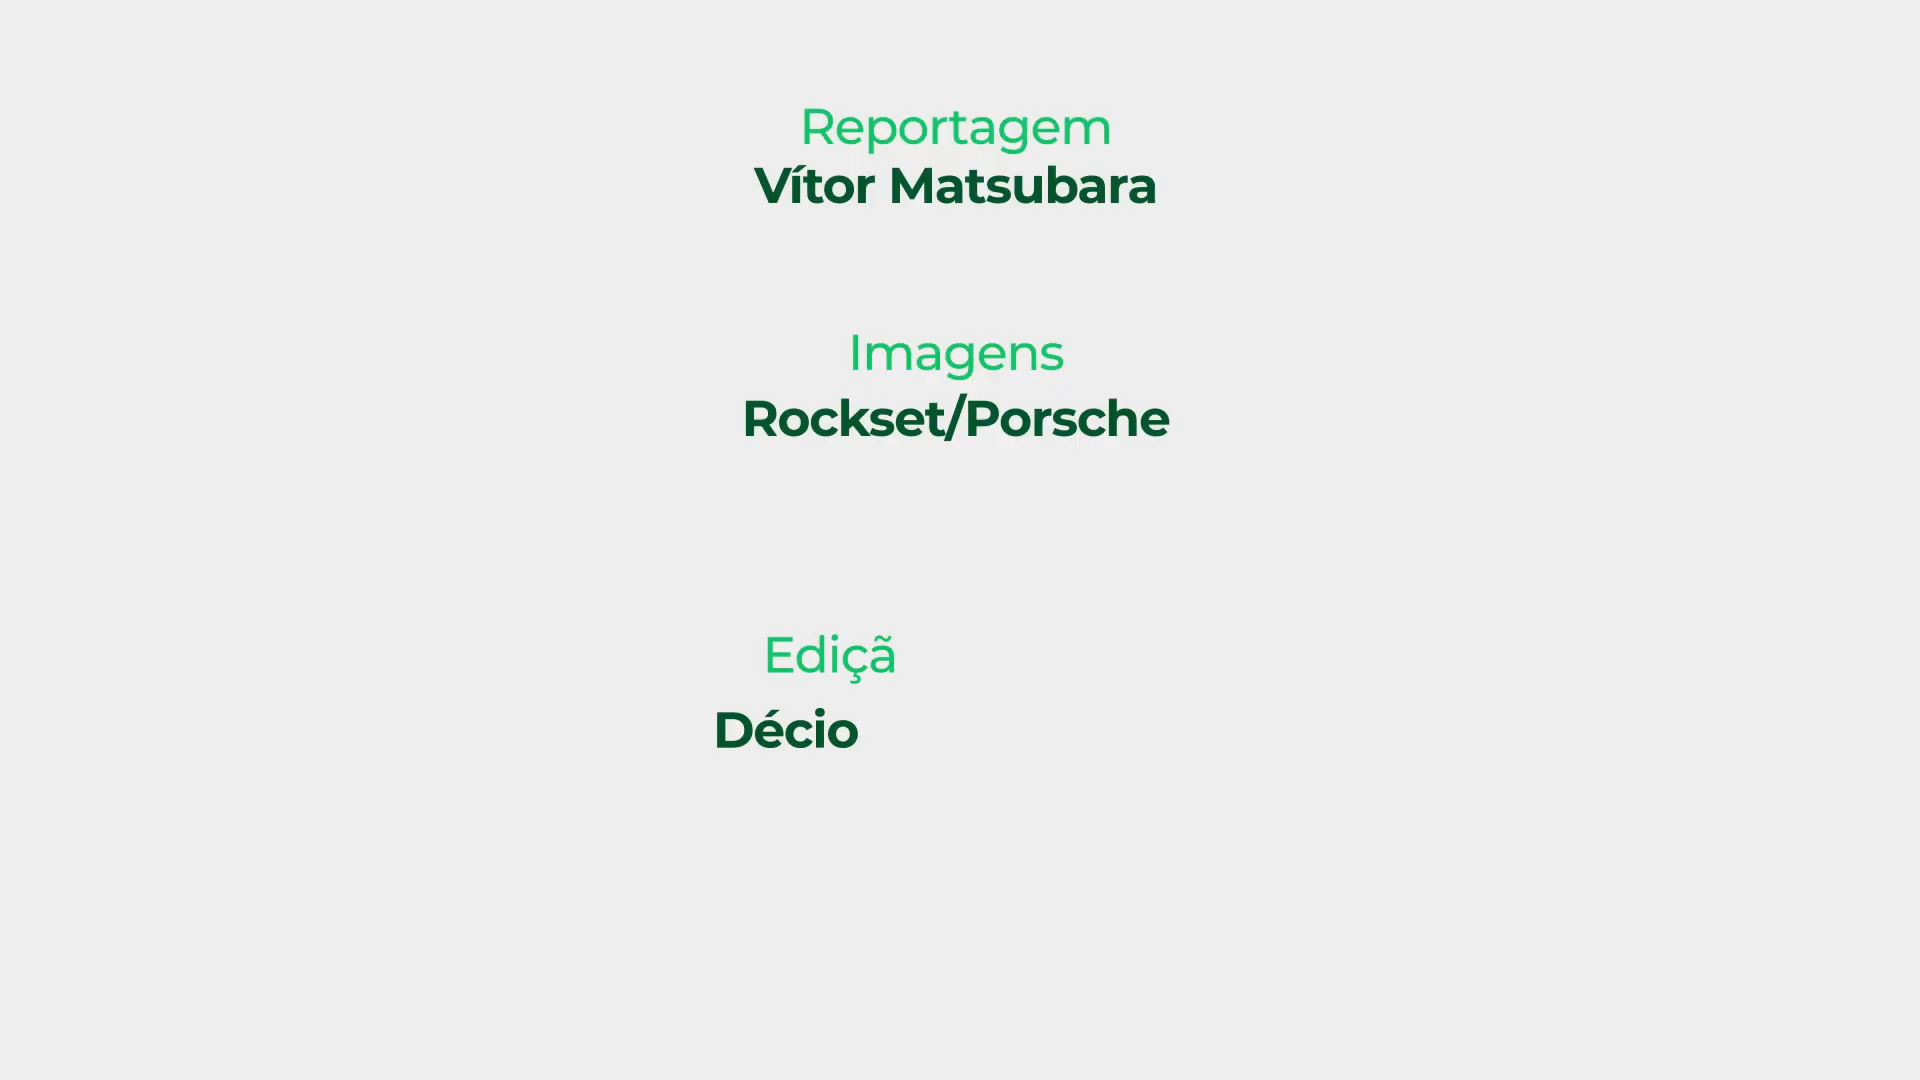 Reportagem
Vítor Matsubara
Imagens
Rockset/Porsche
Ediçã
Décio